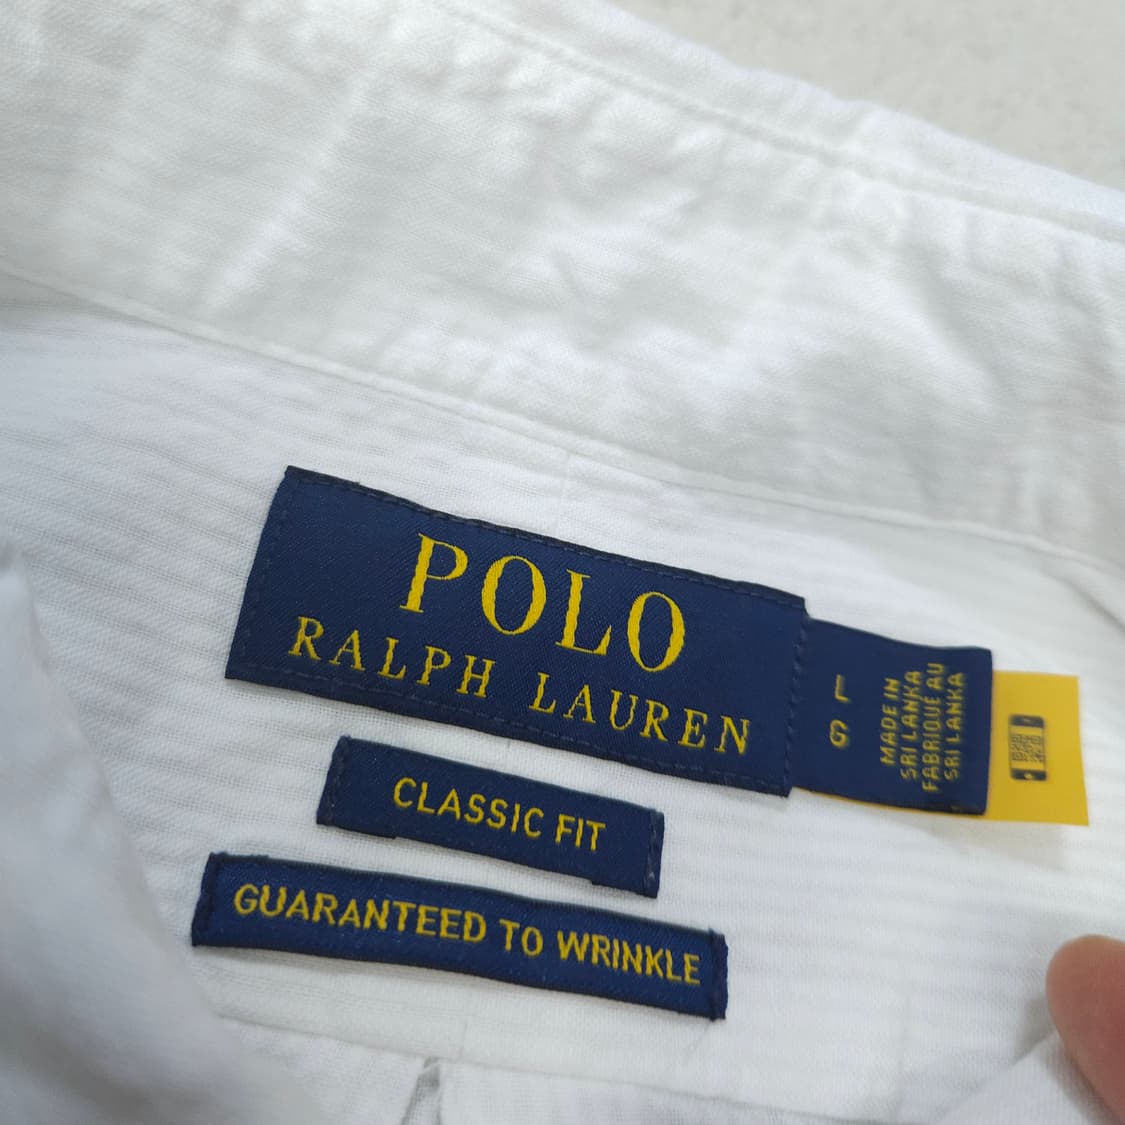 POLO
RALPH LAUREN
CLASSIC FIT
GUARANTEED TO WRINKLE
L
G
MADE IN
SRI LANKA
FABRIQUÉ AU
SRI LANKA